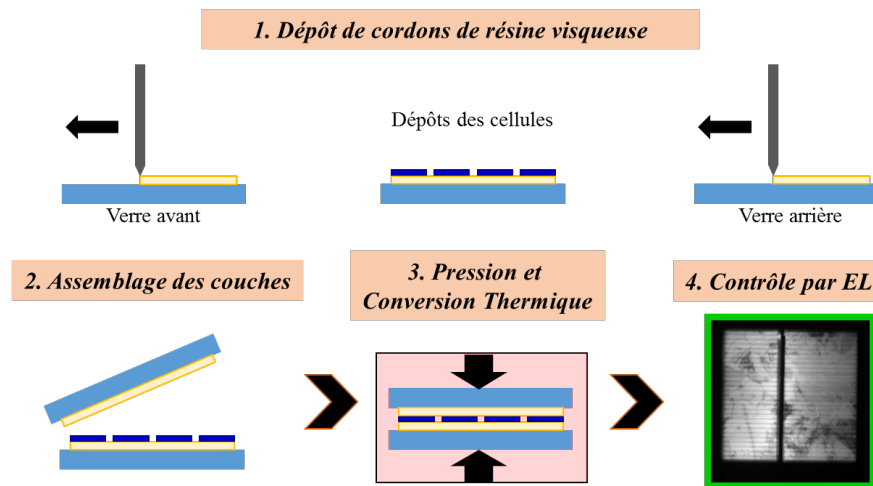 1. Dépôt de cordons de résine visqueuse
Dépôts des cellules
Verre avant
Verre arrière
2. Assemblage des couches
3. Pression et
Conversion Thermique
4. Contrôle par EL